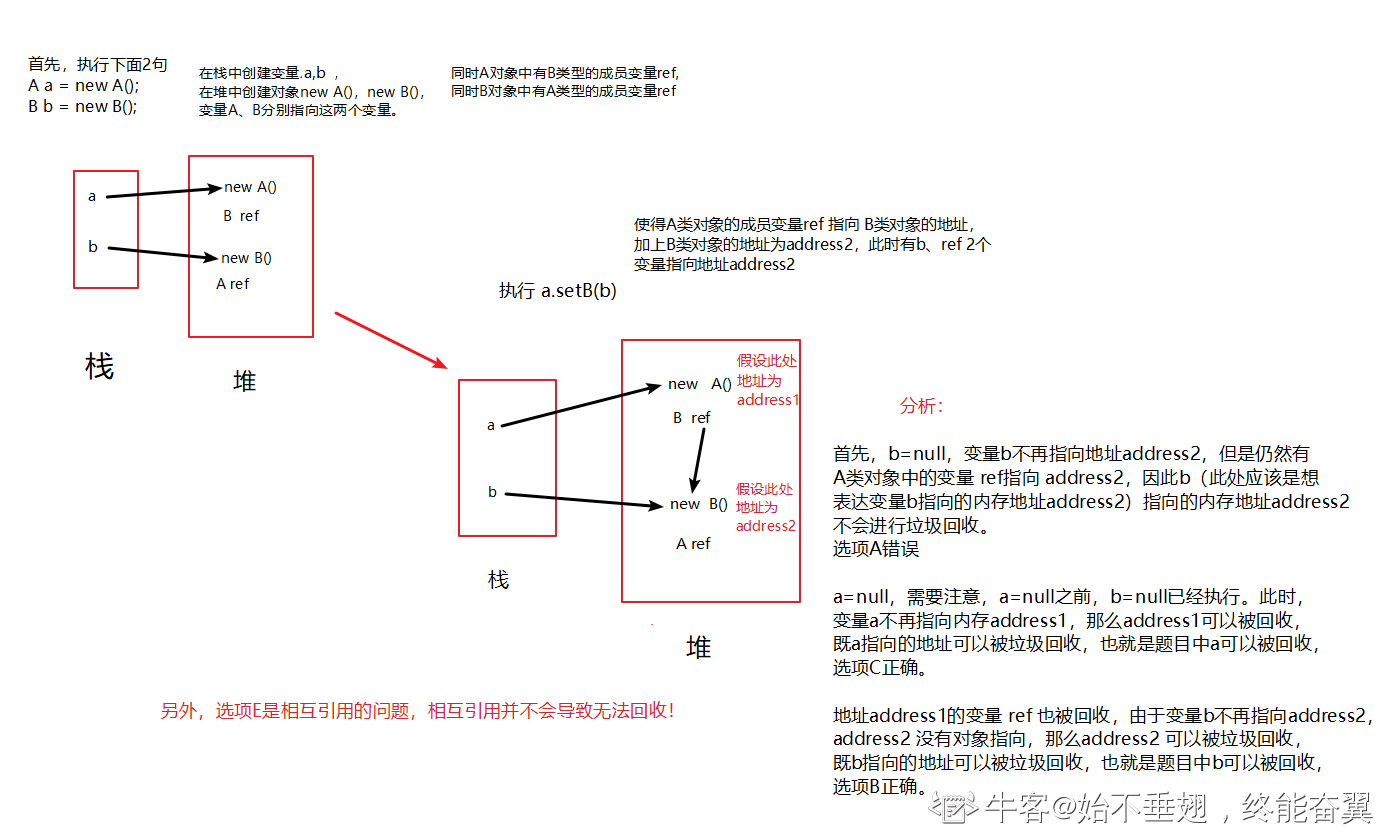 首先，执行下面2句
A a = new A();
B b = new B();
在栈中创建变量.a,b ，
在堆中创建对象new A()，new B()，
变量A、B分别指向这两个变量。
同时A对象中有B类型的成员变量ref,
同时B对象中有A类型的成员变量ref
a
b
new A()
B ref
new B()
A ref
栈
堆
使得A类对象的成员变量ref 指向 B类对象的地址，
加上B类对象的地址为address2，此时有b、ref 2个
变量指向地址address2
执行 a.setB(b)
a
b
new A()
B ref
new B()
A ref
假设此处
地址为
address1
假设此处
地址为
address2
栈
堆
分析：
首先，b=null，变量b不再指向地址address2，但是仍然有
A类对象中的变量 ref指向 address2，因此b（此处应该是想
表达变量b指向的内存地址address2）指向的内存地址address2
不会进行垃圾回收。
选项A错误
a=null，需要注意，a=null之前，b=null已经执行。此时，
变量a不再指向内存address1，那么address1可以被回收，
既a指向的地址可以被垃圾回收，也就是题目中a可以被回收，
选项C正确。
地址address1的变量 ref 也被回收，由于变量b不再指向address2，
address2 没有对象指向，那么address2 可以被垃圾回收，
既b指向的地址可以被垃圾回收，也就是题目中b可以被回收，
选项B正确。
另外，选项E是相互引用的问题，相互引用并不会导致无法回收！
牛客@始不垂翅，终能奋翼